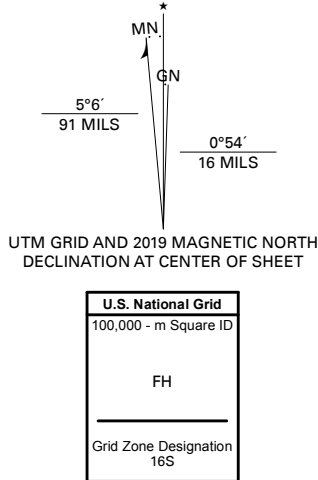 ★
MN
GN
5°6´
91 MILS
0°54´
16 MILS
UTM GRID AND 2019 MAGNETIC NORTH
DECLINATION AT CENTER OF SHEET
U.S. National Grid
100,000 - m Square ID
FH
Grid Zone Designation
16S